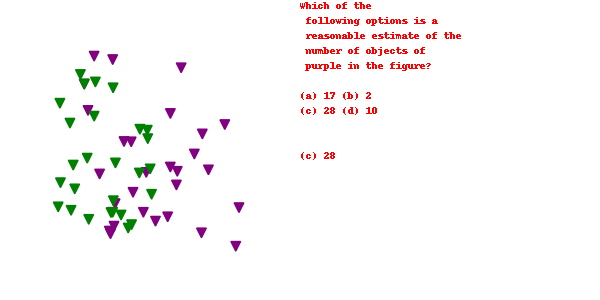 Which of the
following options is a
reasonable estimate of the
number of objects of
purple in the figure?
(a) 17 (b) 2
(c) 28 (d) 10
(c) 28